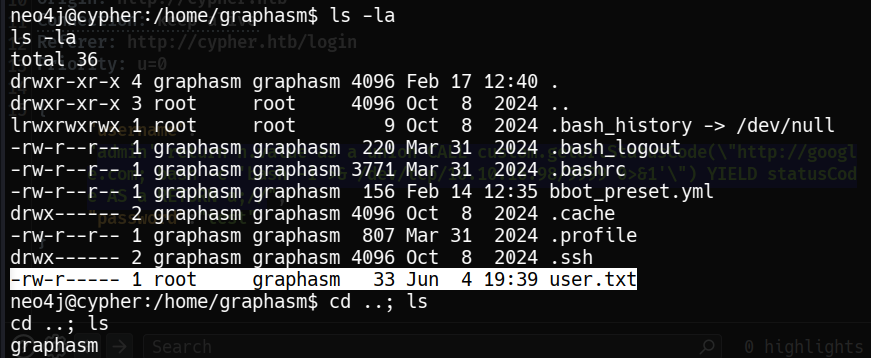 neo4j@cypher:/home/graphasm$ ls -la
ls -la
Referer: http://cypher.htb/login
total 36
drwxr-xr-x 4 graphasm graphasm 4096 Feb 17 12:40 .
drwxr-xr-x 3 root     root     4096 Oct  8  2024 ..
lrwxrwxrwx 1 root     root        9 Oct  8  2024 .bash_history -> /dev/null
-rw-r--r-- 1 graphasm graphasm  220 Mar 31  2024 .bash_logout
-rw-r--r-- 1 graphasm graphasm 3771 Mar 31  2024 .bashrc
-rw-r--r-- 1 graphasm graphasm  156 Feb 14 12:35 bbot_preset.yml
drwx------ 2 graphasm graphasm 4096 Oct  8  2024 .cache
-rw-r--r-- 1 graphasm graphasm  807 Mar 31  2024 .profile
drwx------ 2 graphasm graphasm 4096 Oct  8  2024 .ssh
-rw-r----- 1 root     graphasm   33 Jun  4 19:39 user.txt
neo4j@cypher:/home/graphasm$ cd ..; ls
cd ..; ls
graphasm
Search
0 highlights